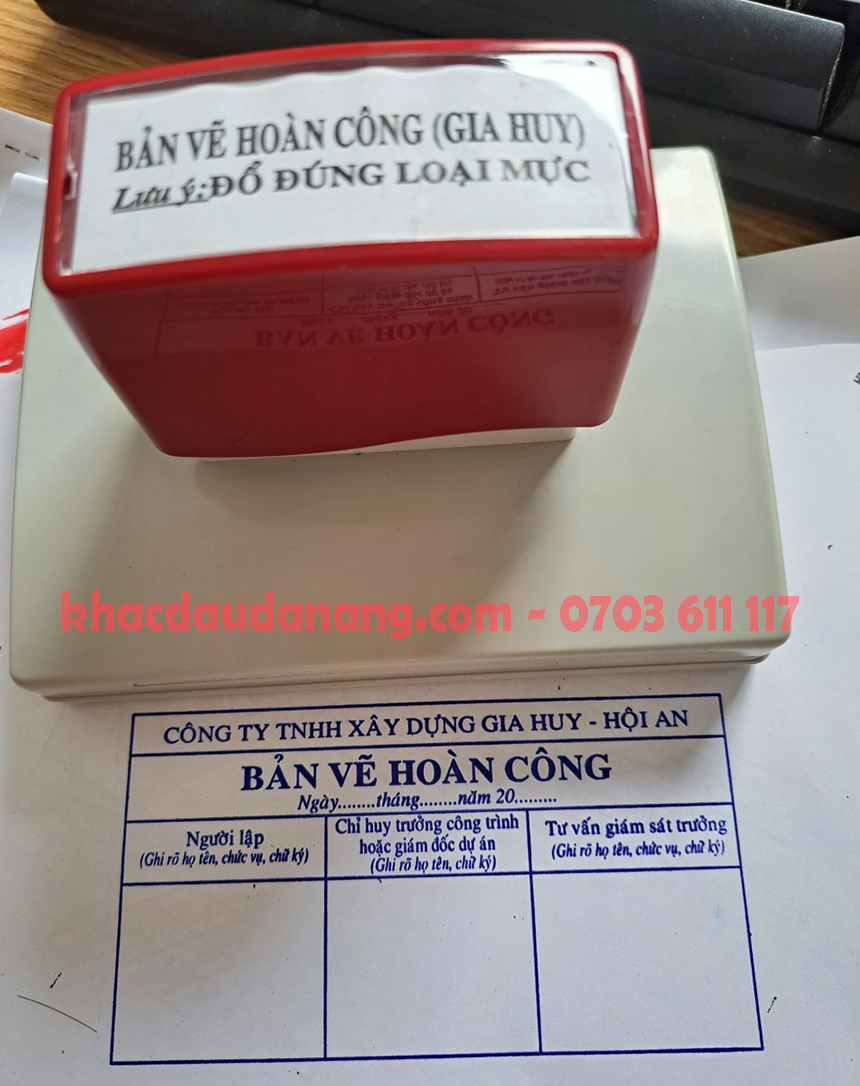 BẢN VẼ HOÀN CÔNG (GIA HUY)
Lưu ý:ĐỔ ĐÚNG LOẠI MỰC
BẢN VẼ HOÀN CÔNG
khacdaudanang.com - 0703 611 117
CÔNG TY TNHH XÂY DỰNG GIA HUY - HỘI AN
BẢN VẼ HOÀN CÔNG
Ngày........tháng........năm 20.........
Người lập
(Ghi rõ họ tên, chức vụ, chữ ký)
Chỉ huy trưởng công trình
hoặc giám đốc dự án
(Ghi rõ họ tên, chữ ký)
Tư vấn giám sát trưởng
(Ghi rõ họ tên, chức vụ, chữ ký)